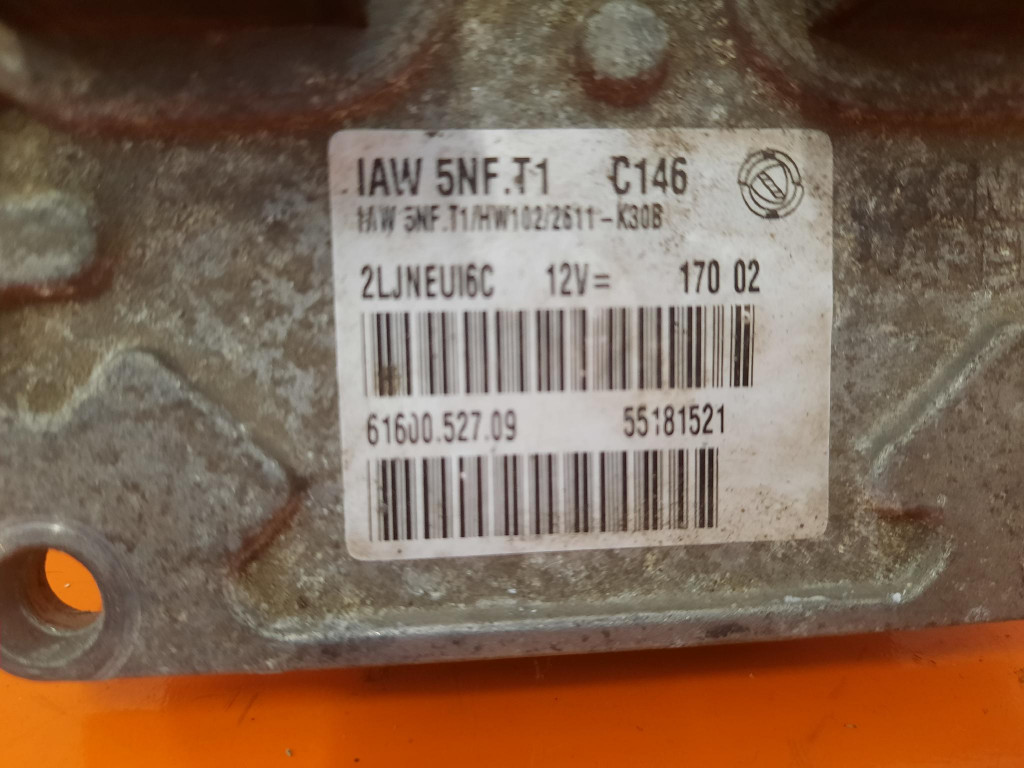 IAW 5NF.T1 C146
IAW 5NF.T1/HW102/2611-K30B
2LJNEUI6C 12V= 170 02
61600.527.09 55181521